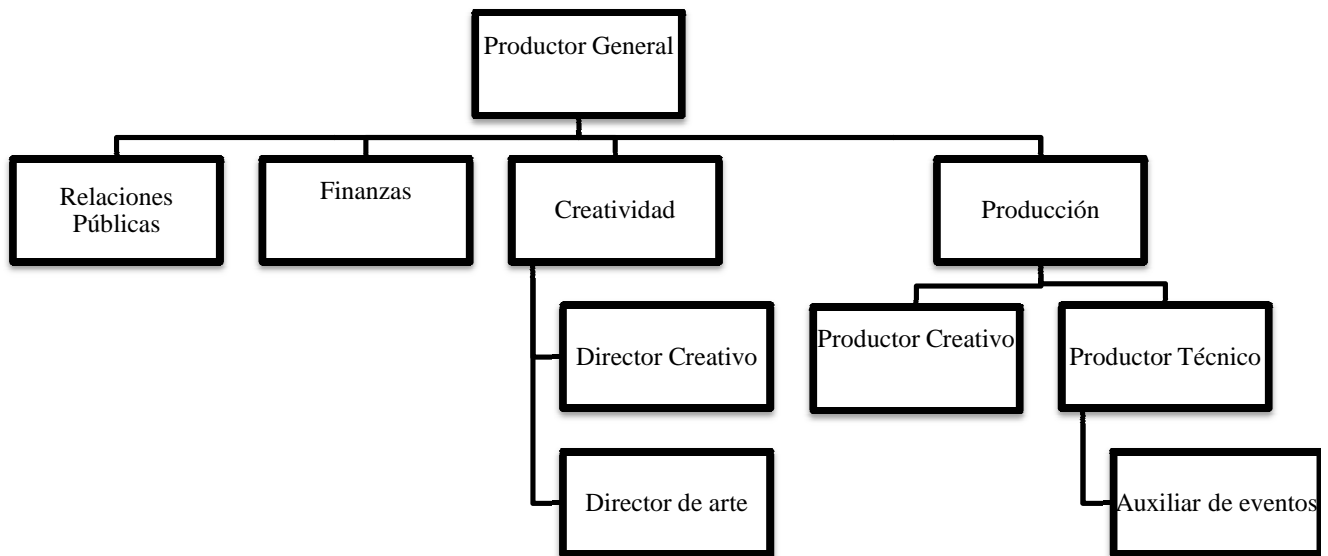 Productor General
Relaciones
Públicas
Finanzas
Creatividad
Producción
Director Creativo
Productor Creativo
Productor Técnico
Director de arte
Auxiliar de eventos